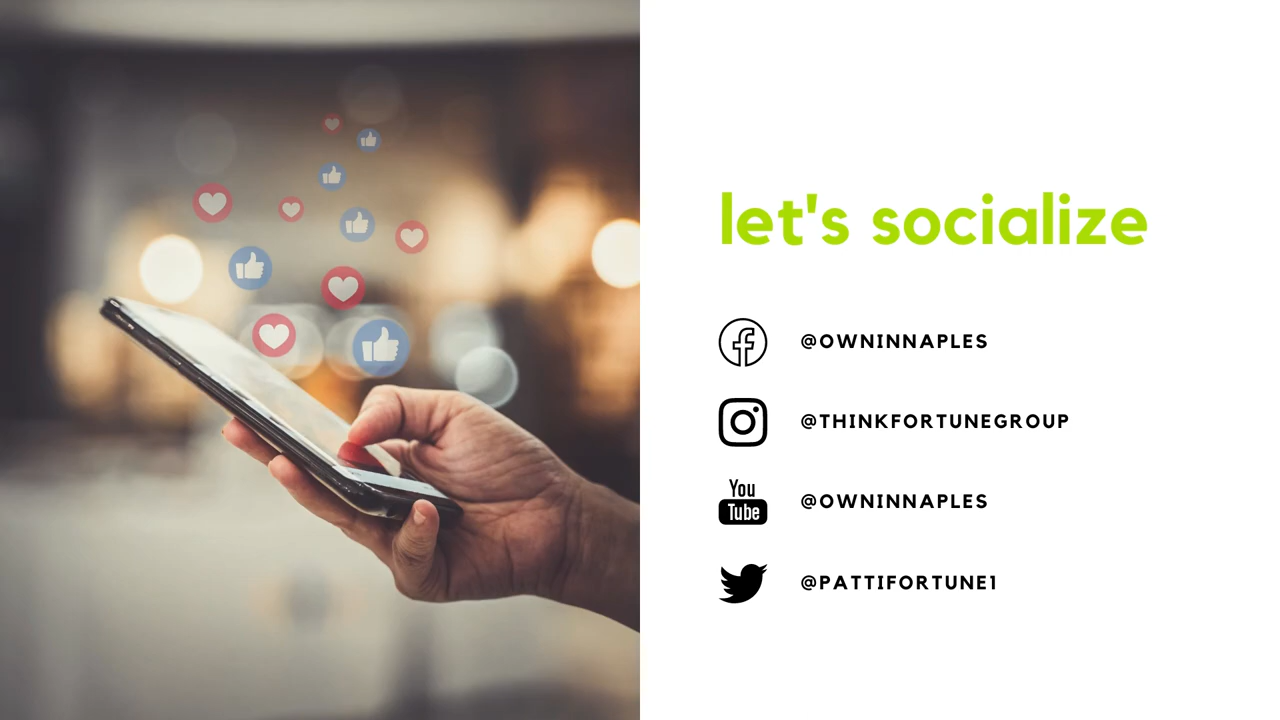 let's socialize
@OWNINNAPLES
@THINKFORTUNEGROUP
You
Tube
@OWNINNAPLES
@PATTIFORTUNE1